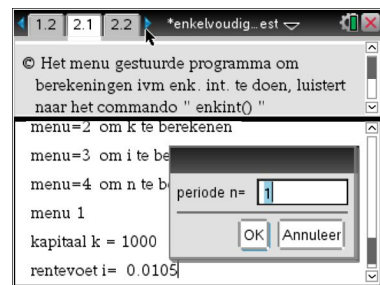 1.2 2.1 2.2 *enkelvoudig…est
© Het menu gestuurde programma om
berekeningen ivm enk. int. te doen, luistert
naar het commando " enkint() "
menu=2 om k te berekenen
menu=3 om i te be
menu=4 om n te b
periode n= 1
menu 1
OK Annuleer
kapitaal k = 1000
rentevoet i= 0.0105